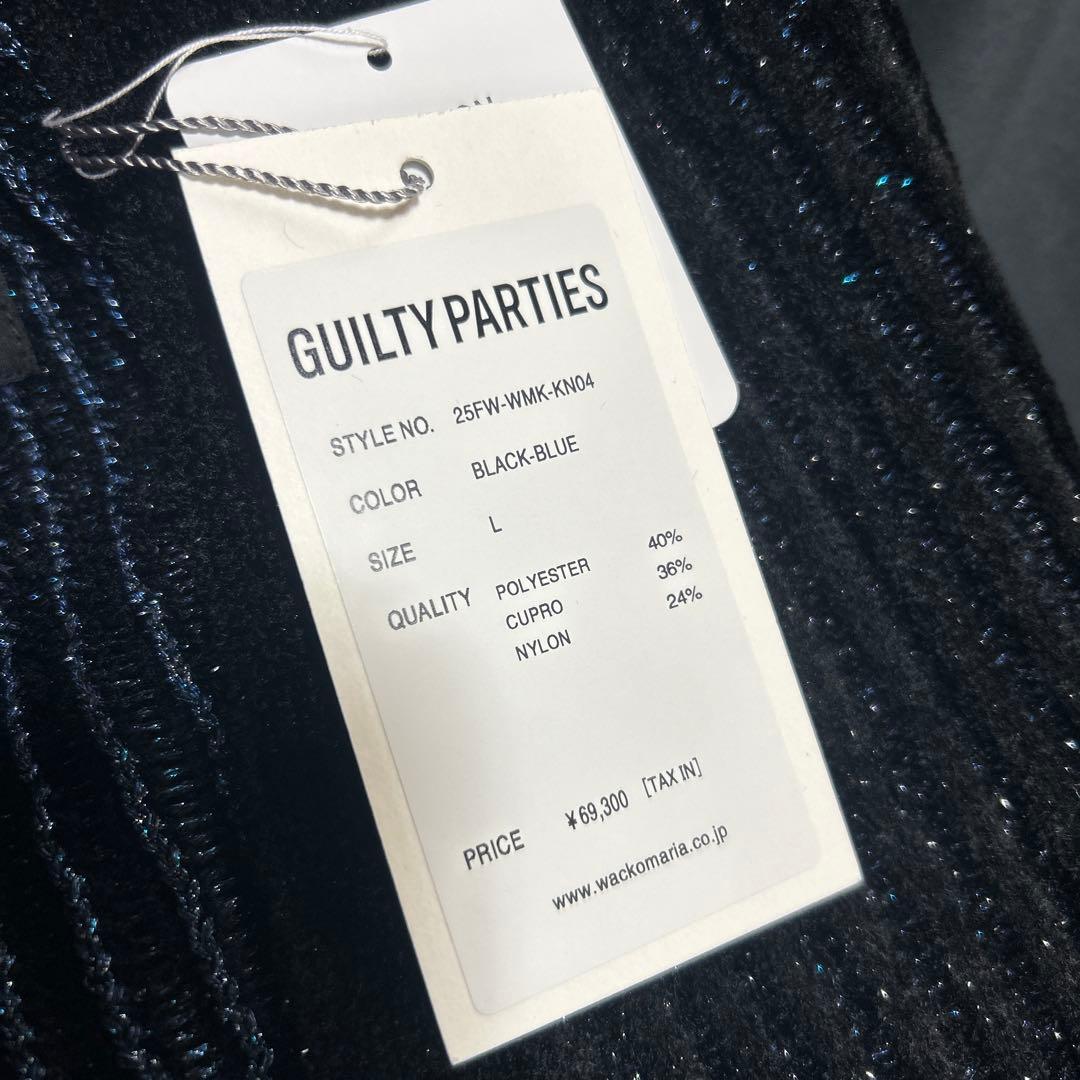 GUILTY PARTIES
STYLE NO. 25FW-WMK-KN04
COLOR BLACK-BLUE
SIZE L
QUALITY POLYESTER 40%
CUPRO 36%
NYLON 24%
PRICE ¥69,300 [TAX IN]
www.wackomaria.co.jp